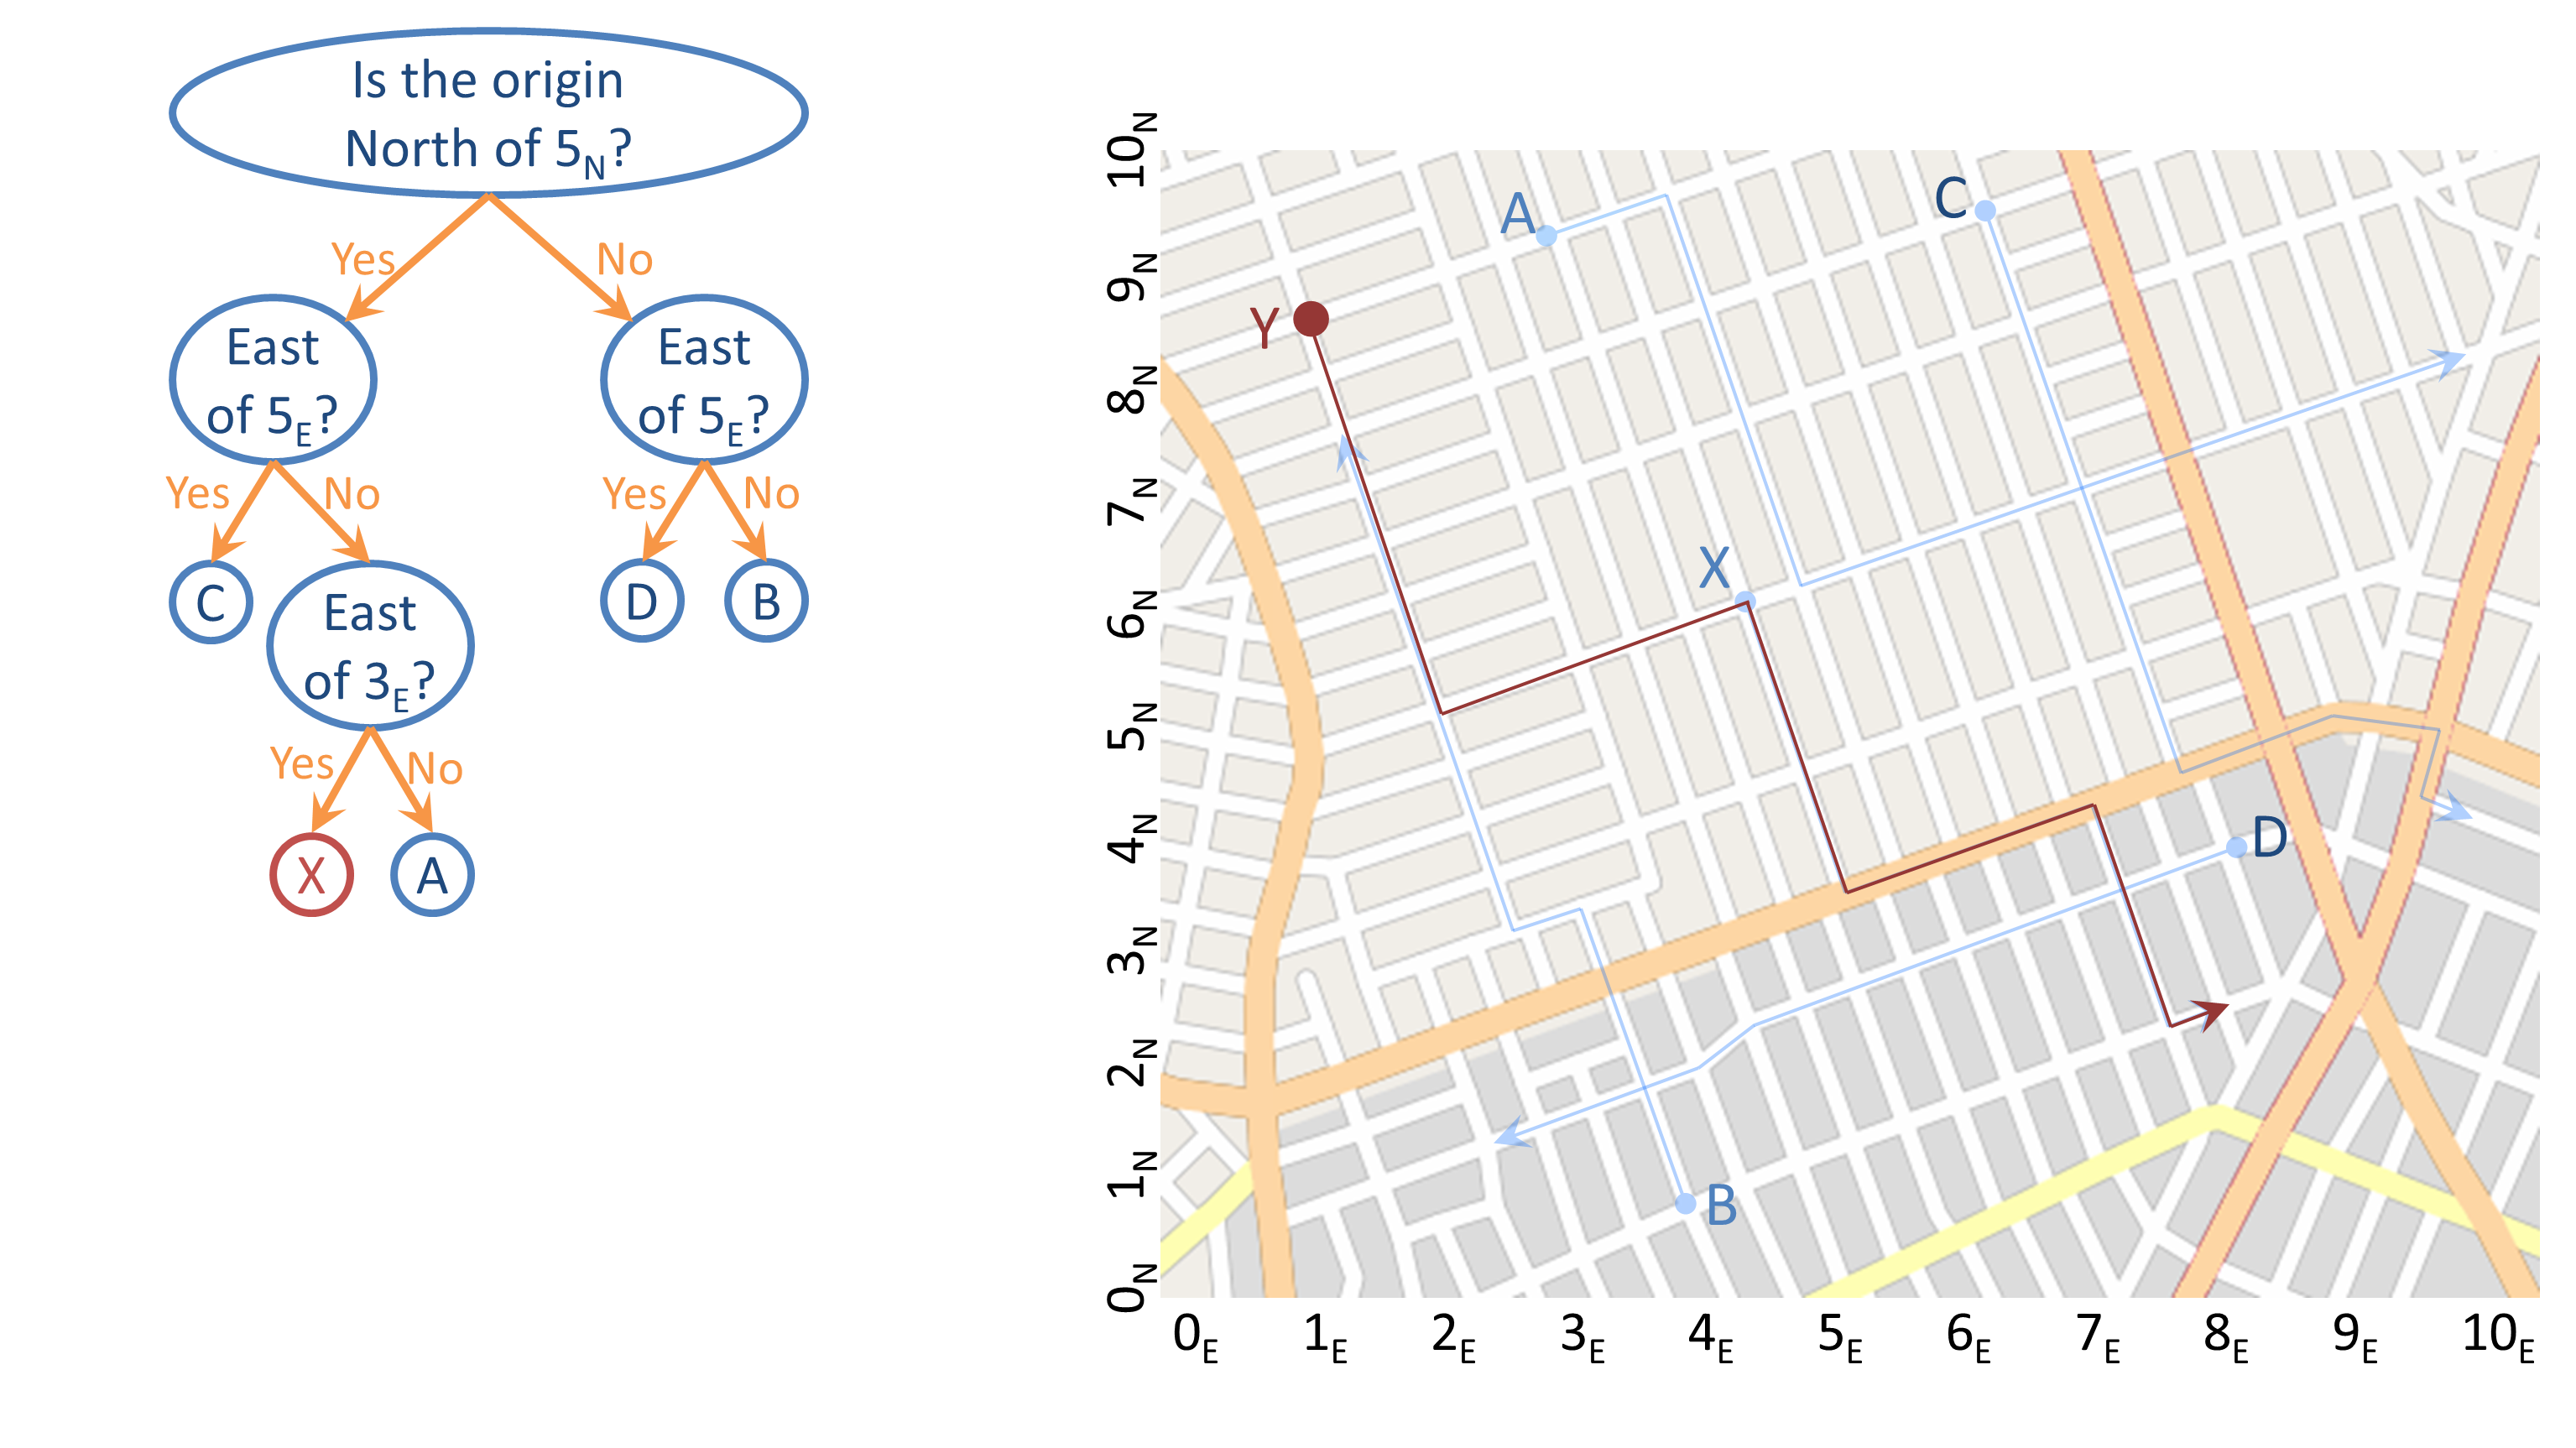 Is the origin
North of 5N?
Yes
No
East
of 5E?
East
of 5E?
Yes
No
Yes
No
C
East
of 3E?
D
B
Yes
No
X
A
10N
9N
8N
7N
6N
5N
4N
3N
2N
1N
0N
A
C
Y
X
D
B
0E
1E
2E
3E
4E
5E
6E
7E
8E
9E
10E